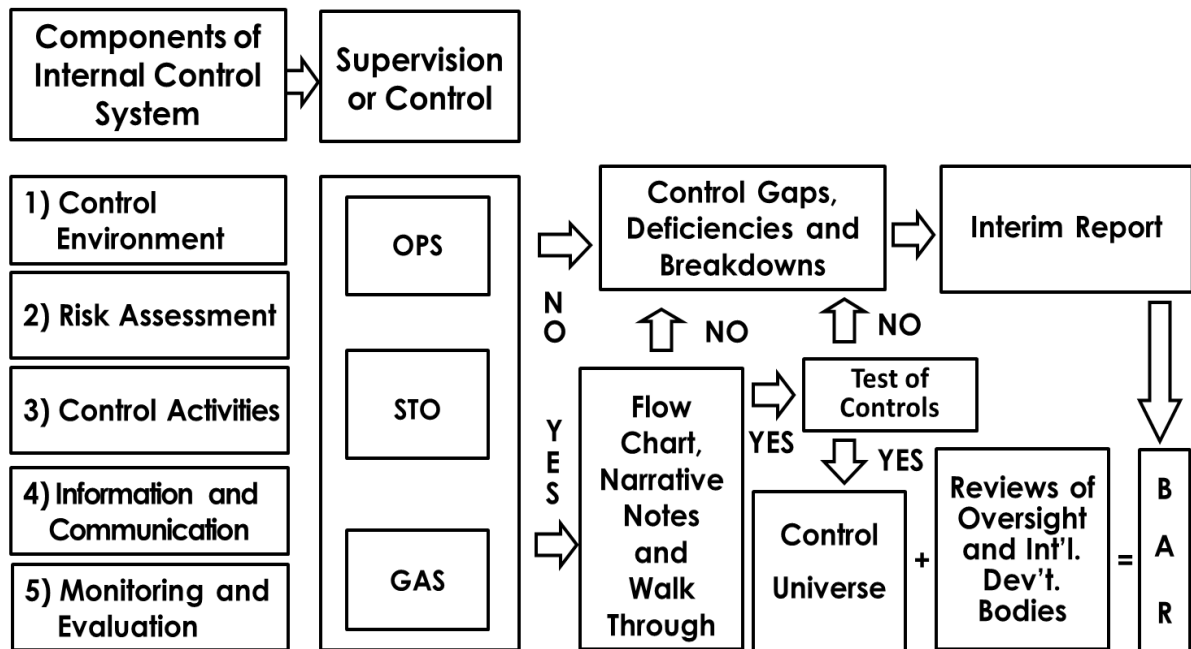 Components of
Internal Control
System
Supervision
or Control
1) Control
Environment
2) Risk Assessment
3) Control Activities
4) Information and
Communication
5) Monitoring and
Evaluation
OPS
STO
GAS
NO
YES
Control Gaps,
Deficiencies and
Breakdowns
Interim Report
NO
NO
Flow
Chart,
Narrative
Notes
and
Walk
Through
YES
Test of
Controls
YES
Control
Universe
+
Reviews of
Oversight
and Int'l.
Dev't.
Bodies
=
B
A
R